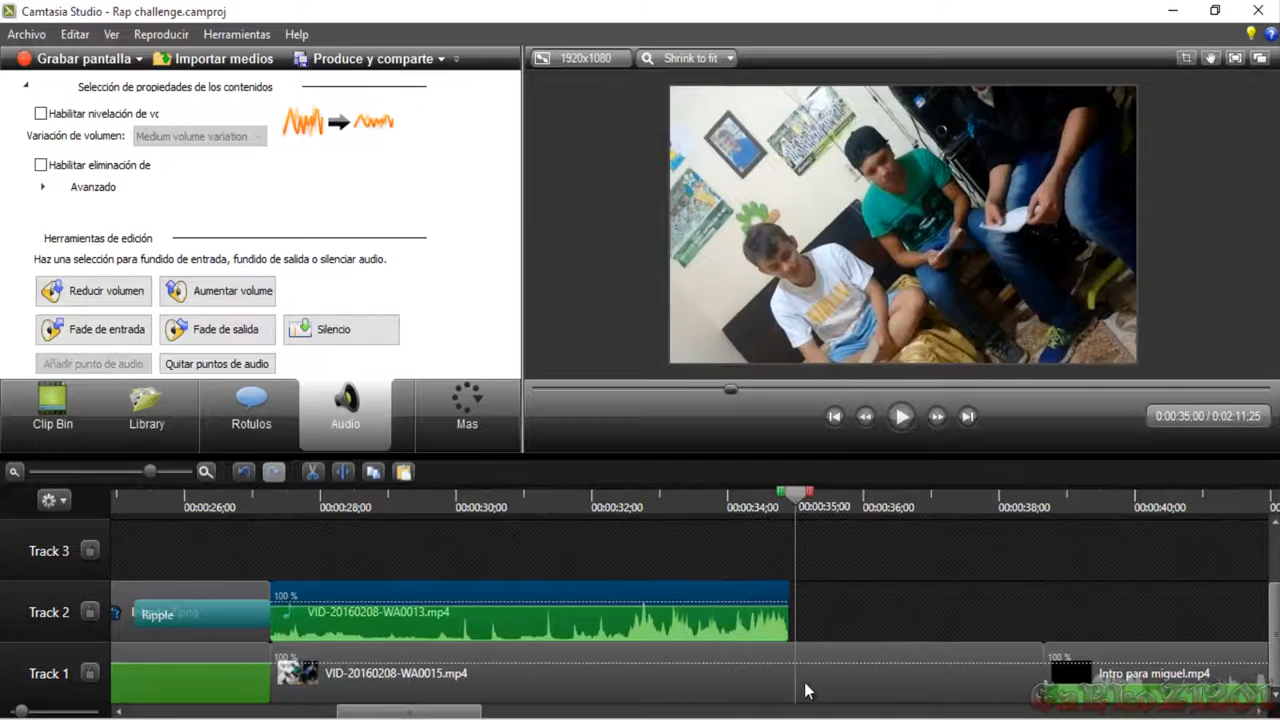 Camtasia Studio - Rap challenge.camproj
Archivo Editar Ver Reproducir Herramientas Help
Grabar pantalla Importar medios Produce y comparte
1920x1080 Shrink to fit
Selección de propiedades de los contenidos
Habilitar nivelación de vc
Variación de volumen: Medium volume variation
Habilitar eliminación de
Avanzado
Herramientas de edición
Haz una selección para fundido de entrada, fundido de salida o silenciar audio.
Reducir volumen Aumentar volume
Fade de entrada Fade de salida Silencio
Añadir punto de audio Quitar puntos de audio
Clip Bin Library Rotulos Audio Mas
0:00:35,00 / 0:02:11,25
00:00:26;00 00:00:28;00 00:00:30;00 00:00:32;00 00:00:34;00 00:00:35;00 00:00:36;00 00:00:38;00 00:00:40;00
Track 3
100 %
Track 2 Ripple VID-20160208-WA0013.mp4
100 % 100 %
Track 1 VID-20160208-WA0015.mp4 Intro para miguel.mp4